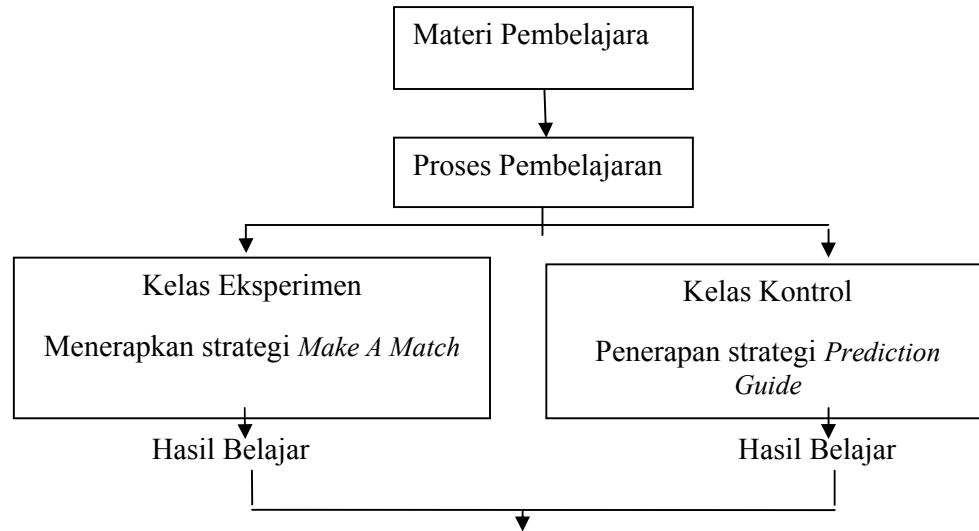 Materi Pembelajara
Proses Pembelajaran
Kelas Eksperimen
Menerapkan strategi Make A Match
Kelas Kontrol
Penerapan strategi Prediction
Guide
Hasil Belajar
Hasil Belajar